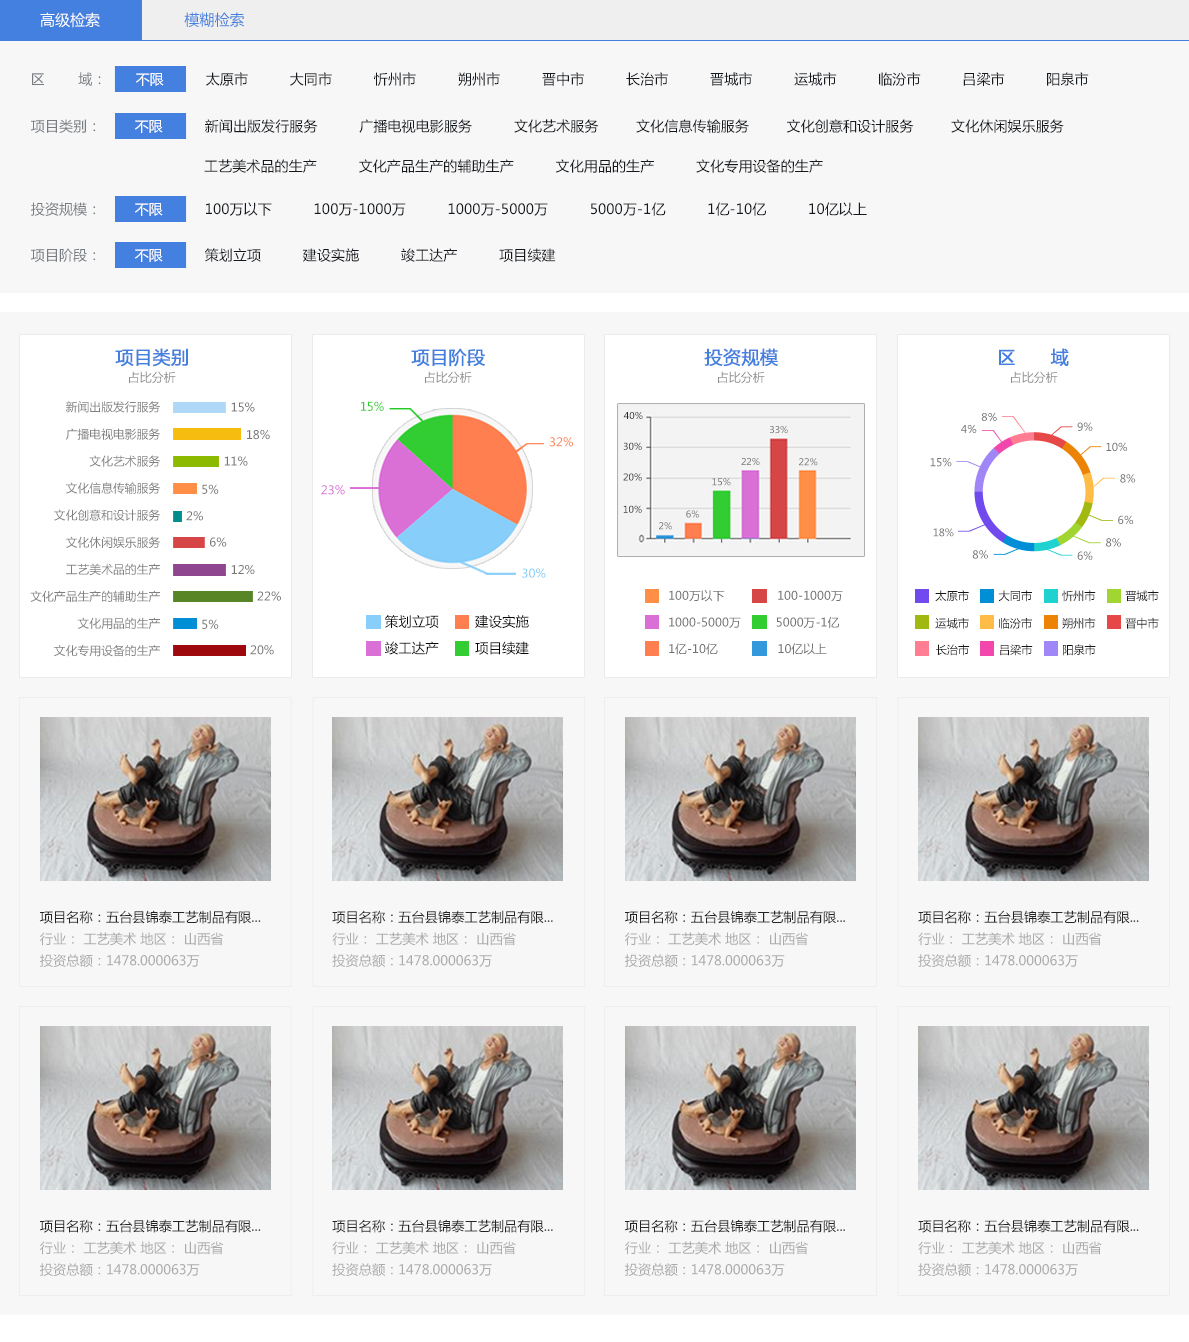 高级检索 模糊检索
区 域： 不限 太原市 大同市 忻州市 朔州市 晋中市 长治市 晋城市 运城市 临汾市 吕梁市 阳泉市
项目类别： 不限 新闻出版发行服务 广播电视电影服务 文化艺术服务 文化信息传输服务 文化创意和设计服务 文化休闲娱乐服务
工艺美术品的生产 文化产品生产的辅助生产 文化用品的生产 文化专用设备的生产
投资规模： 不限 100万以下 100万-1000万 1000万-5000万 5000万-1亿 1亿-10亿 10亿以上
项目阶段： 不限 策划立项 建设实施 竣工达产 项目续建
项目类别
占比分析
新闻出版发行服务 15%
广播电视电影服务 18%
文化艺术服务 11%
文化信息传输服务 5%
文化创意和设计服务 2%
文化休闲娱乐服务 6%
工艺美术品的生产 12%
文化产品生产的辅助生产 22%
文化用品的生产 5%
文化专用设备的生产 20%
项目阶段
占比分析
15%
32%
23%
30%
策划立项 建设实施
竣工达产 项目续建
投资规模
占比分析
40%
33%
30%
22% 22%
20%
15%
10%
6%
2%
0
100万以下 100-1000万
1000-5000万 5000万-1亿
1亿-10亿 10亿以上
区 域
占比分析
8% 9%
4% 10%
15% 8%
18% 6%
8% 8%
6%
太原市 大同市 忻州市 晋城市
运城市 临汾市 朔州市 晋中市
长治市 吕梁市 阳泉市
项目名称：五台县锦泰工艺制品有限...
行业： 工艺美术 地区： 山西省
投资总额：1478.000063万
项目名称：五台县锦泰工艺制品有限...
行业： 工艺美术 地区： 山西省
投资总额：1478.000063万
项目名称：五台县锦泰工艺制品有限...
行业： 工艺美术 地区： 山西省
投资总额：1478.000063万
项目名称：五台县锦泰工艺制品有限...
行业： 工艺美术 地区： 山西省
投资总额：1478.000063万
项目名称：五台县锦泰工艺制品有限...
行业： 工艺美术 地区： 山西省
投资总额：1478.000063万
项目名称：五台县锦泰工艺制品有限...
行业： 工艺美术 地区： 山西省
投资总额：1478.000063万
项目名称：五台县锦泰工艺制品有限...
行业： 工艺美术 地区： 山西省
投资总额：1478.000063万
项目名称：五台县锦泰工艺制品有限...
行业： 工艺美术 地区： 山西省
投资总额：1478.000063万